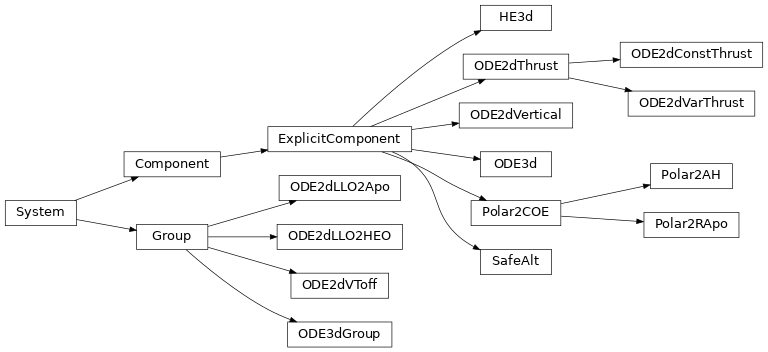 HE3d
ODE2dConstThrust
ODE2dThrust
ODE2dVarThrust
ODE2dVertical
ExplicitComponent
Component
ODE3d
Polar2AH
ODE2dLLO2Apo
System
Polar2COE
Polar2RApo
Group
ODE2dLLO2HEO
SafeAlt
ODE2dVToff
ODE3dGroup